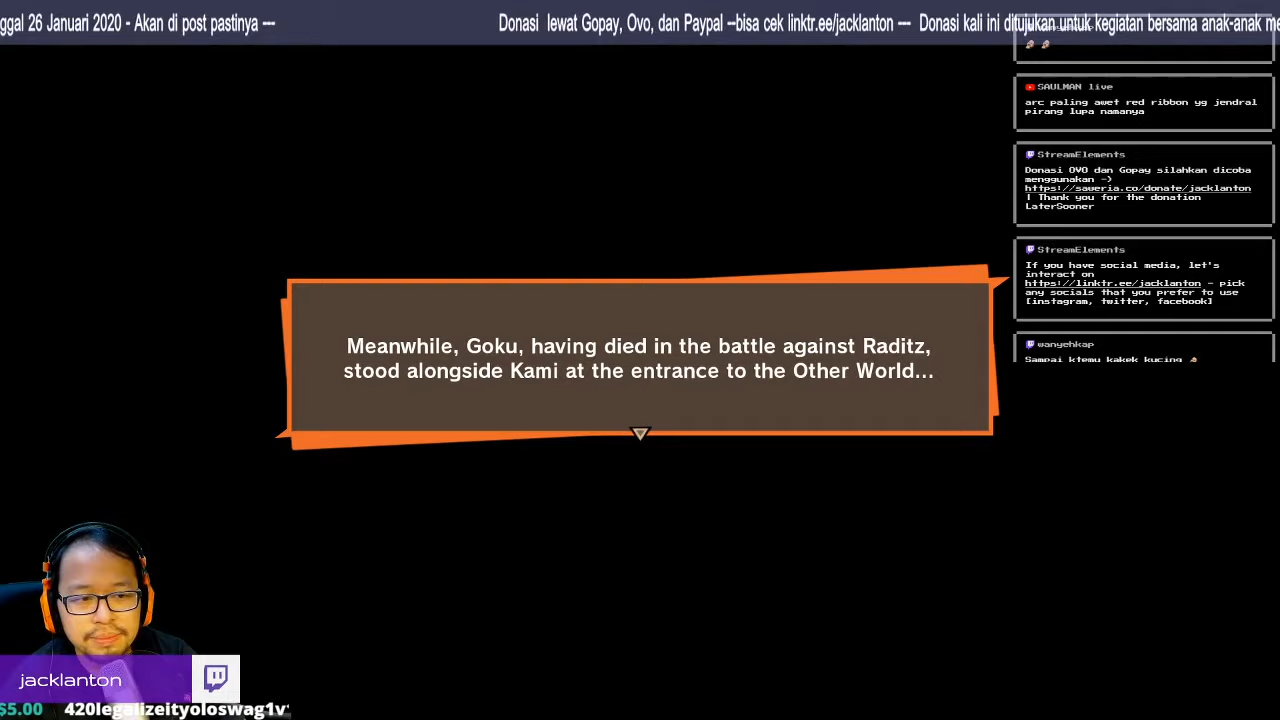 ggal 26 Januari 2020 - Akan di post pastinya ---
Donasi lewat Gopay, Ovo, dan Paypal --bisa cek linktr.ee/jacklanton --- Donasi kali ini ditujukan untuk kegiatan bersama anak-anak me
SAULMAN live
arc paling awet red ribbon yg jendral
pirang lupa namanya
StreamElements
Donasi OVO dan Gopay silahkan dicoba
menggunakan -)
https://saweria.co/donate/jacklanton
| Thank you for the donation
LaterSooner
StreamElements
If you have social media, let's
interact on
https://linktr.ee/jacklanton - pick
any socials that you prefer to use
[instagram, twitter, facebook]
wanyehkap
Sampai ktemu kakek kucing
Meanwhile, Goku, having died in the battle against Raditz,
stood alongside Kami at the entrance to the Other World...
jacklanton
$5.00 420legalizeityoloswag1v